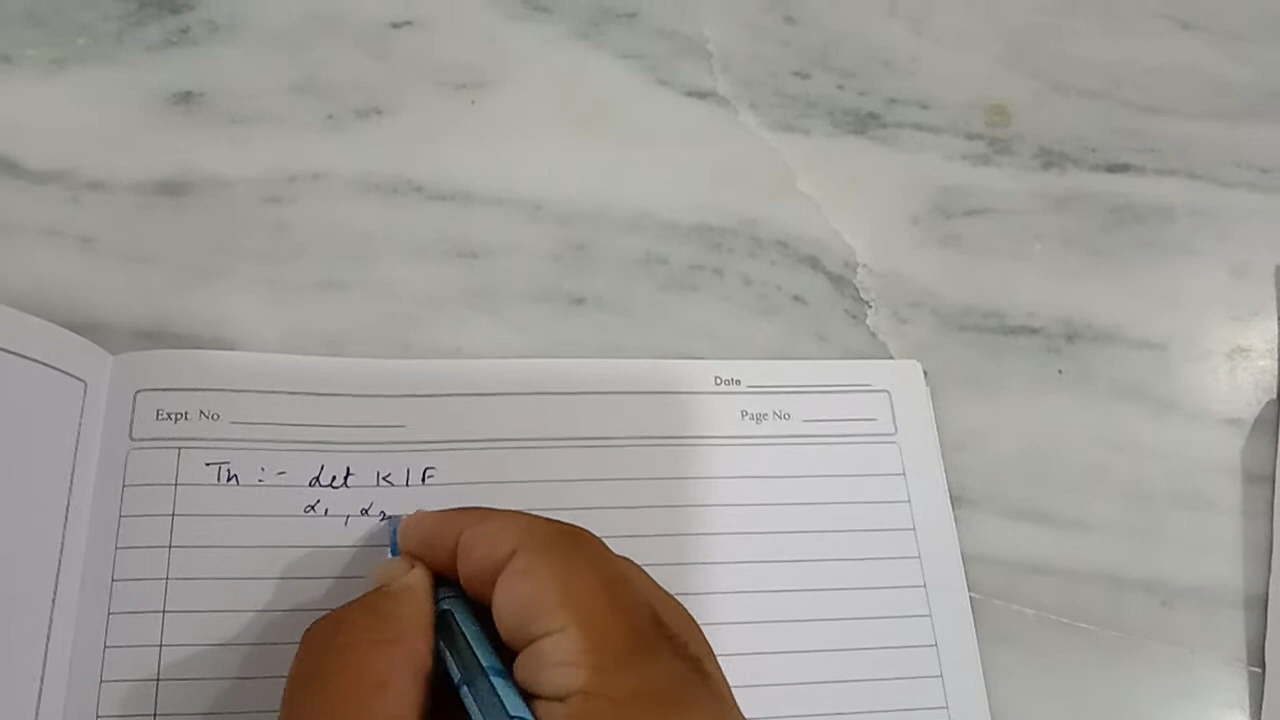 Date
Expt. No
Page No.
Th :- Let K|F
α₁, α₂